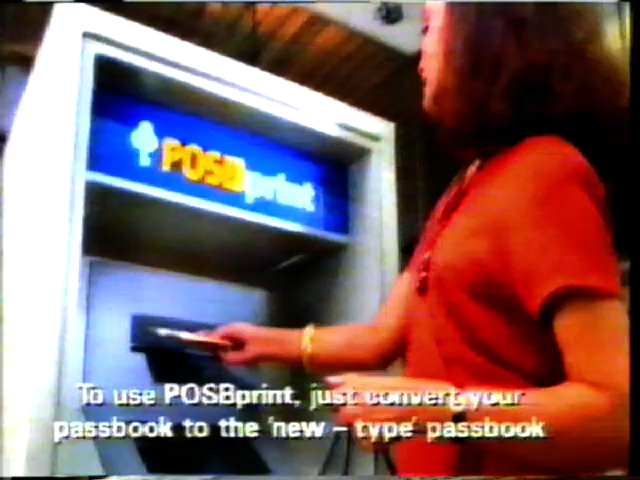 POSBprint
To use POSBprint, just convert your
passbook to the 'new – type' passbook